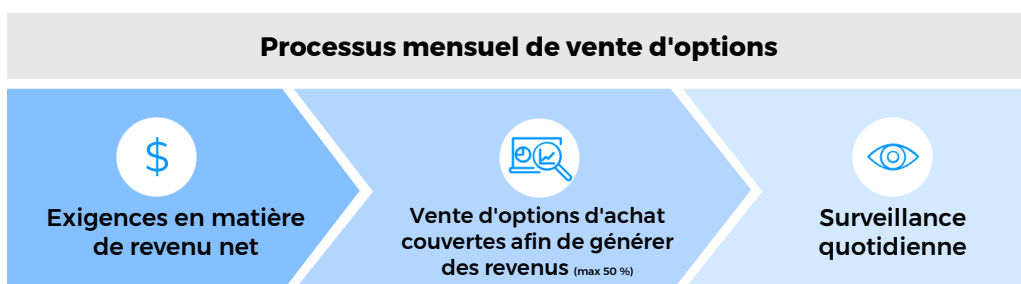 Processus mensuel de vente d'options
$
Exigences en matière
de revenu net
Vente d'options d'achat
couvertes afin de générer
des revenus (max 50 %)
Surveillance
quotidienne